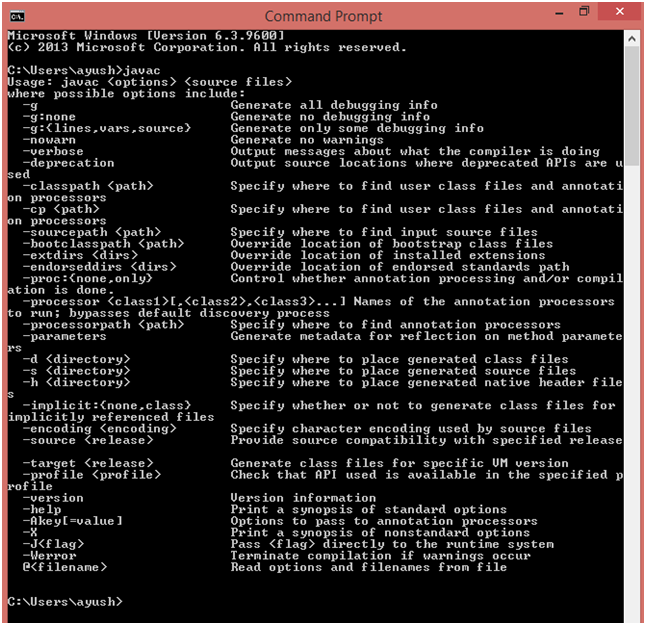 Command Prompt
Microsoft Windows [Version 6.3.9600]
(c) 2013 Microsoft Corporation. All rights reserved.
C:\Users\ayush>javac
Usage: javac <options> <source files>
where possible options include:
  -g                         Generate all debugging info
  -g:none                    Generate no debugging info
  -g:{lines,vars,source}     Generate only some debugging info
  -nowarn                    Generate no warnings
  -verbose                   Output messages about what the compiler is doing
  -deprecation               Output source locations where deprecated APIs are u
sed
  -classpath <path>          Specify where to find user class files and annotati
on processors
  -cp <path>                 Specify where to find user class files and annotati
on processors
  -sourcepath <path>         Specify where to find input source files
  -bootclasspath <path>      Override location of bootstrap class files
  -extdirs <dirs>            Override location of installed extensions
  -endorseddirs <dirs>       Override location of endorsed standards path
  -proc:{none,only}          Control whether annotation processing and/or compil
ation is done.
  -processor <class1>[,<class2>,<class3>...] Names of the annotation processors
to run; bypasses default discovery process
  -processorpath <path>      Specify where to find annotation processors
  -parameters                Generate metadata for reflection on method paramete
rs
  -d <directory>             Specify where to place generated class files
  -s <directory>             Specify where to place generated source files
  -h <directory>             Specify where to place generated native header file
s
  -implicit:{none,class}     Specify whether or not to generate class files for
implicitly referenced files
  -encoding <encoding>       Specify character encoding used by source files
  -source <release>          Provide source compatibility with specified release
  -target <release>          Generate class files for specific VM version
  -profile <profile>         Check that API used is available in the specified p
rofile
  -version                   Version information
  -help                      Print a synopsis of standard options
  -Akey[=value]              Options to pass to annotation processors
  -X                         Print a synopsis of nonstandard options
  -J<flag>                   Pass <flag> directly to the runtime system
  -Werror                    Terminate compilation if warnings occur
  @<filename>                Read options and filenames from file
C:\Users\ayush>